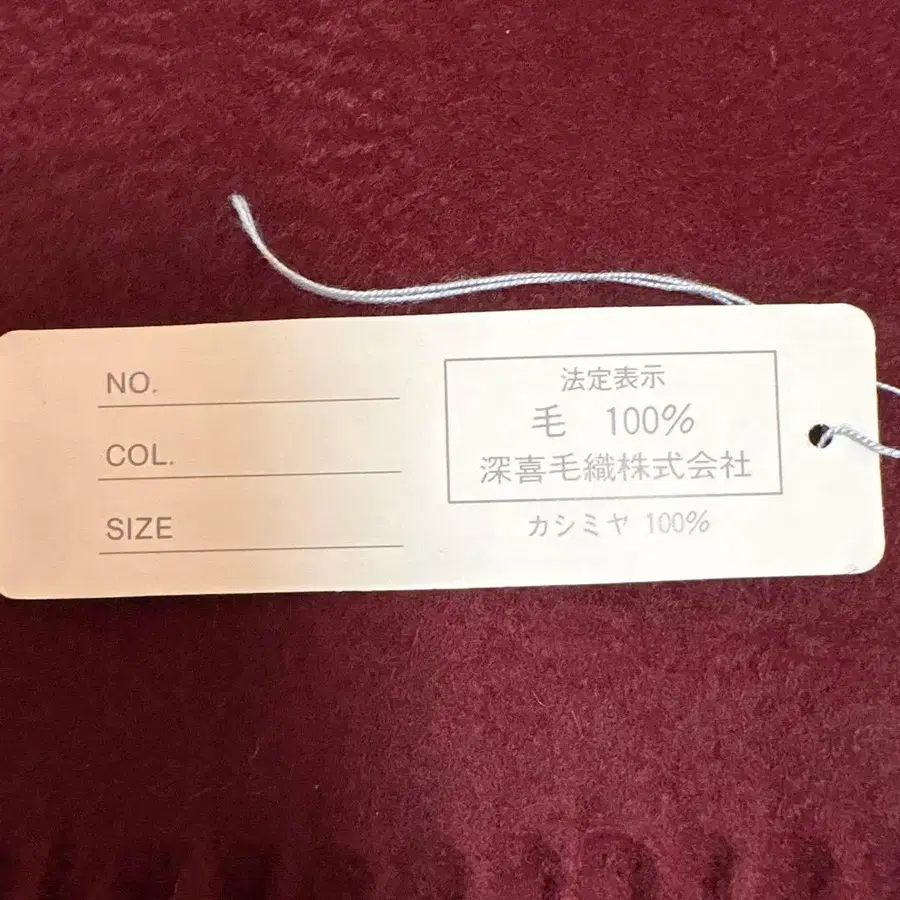 NO.
COL.
SIZE
法定表示
毛 100%
深喜毛織株式会社
カシミヤ 100%